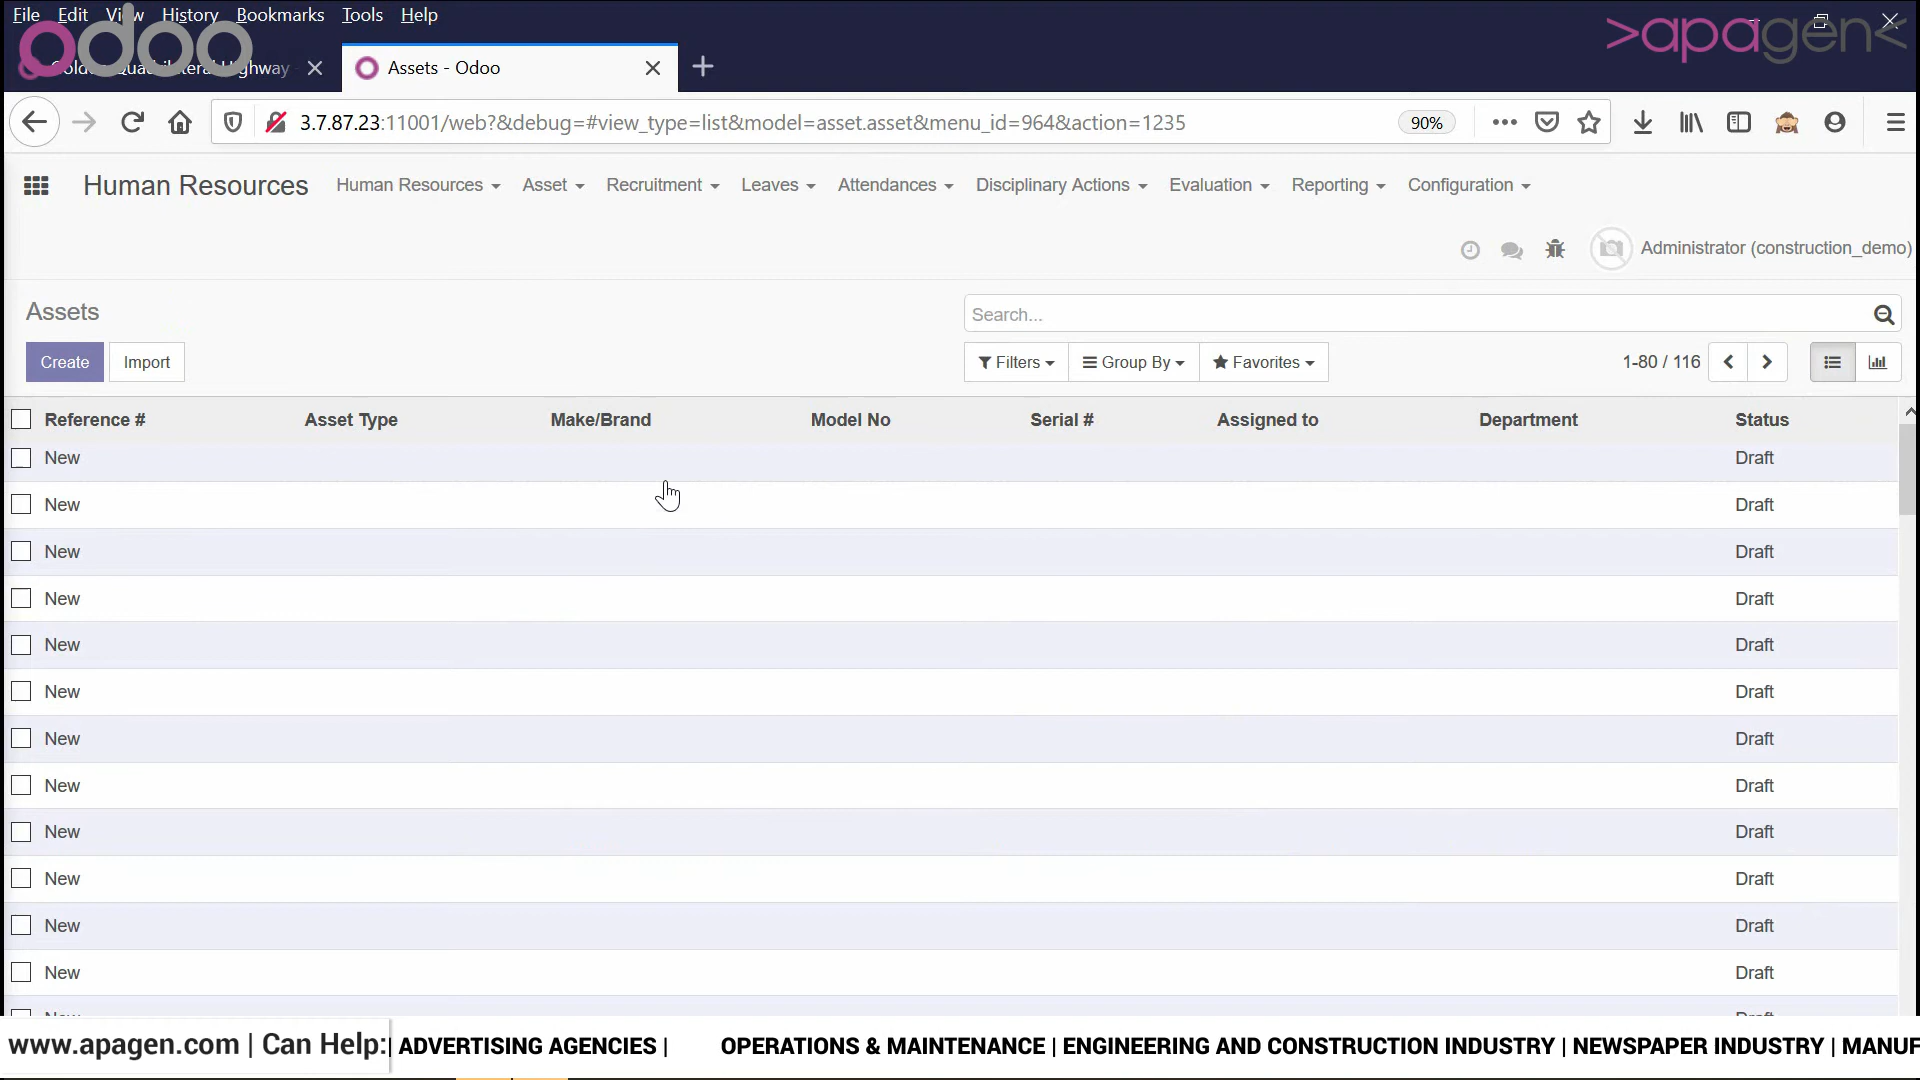 File Edit View History Bookmarks Tools Help
odoo
>apagen<
Highway
Assets - Odoo
3.7.87.23:11001/web?&debug=#view_type=list&model=asset.asset&menu_id=964&action=1235
90%
Human Resources Human Resources Asset Recruitment Leaves Attendances Disciplinary Actions Evaluation Reporting Configuration
Administrator (construction_demo)
Assets
Search...
Create Import
Filters Group By Favorites
1-80 / 116
Reference # Asset Type Make/Brand Model No Serial # Assigned to Department Status
New Draft
New Draft
New Draft
New Draft
New Draft
New Draft
New Draft
New Draft
New Draft
New Draft
New Draft
New Draft
www.apagen.com | Can Help:| ADVERTISING AGENCIES | OPERATIONS & MAINTENANCE | ENGINEERING AND CONSTRUCTION INDUSTRY | NEWSPAPER INDUSTRY | MANUF